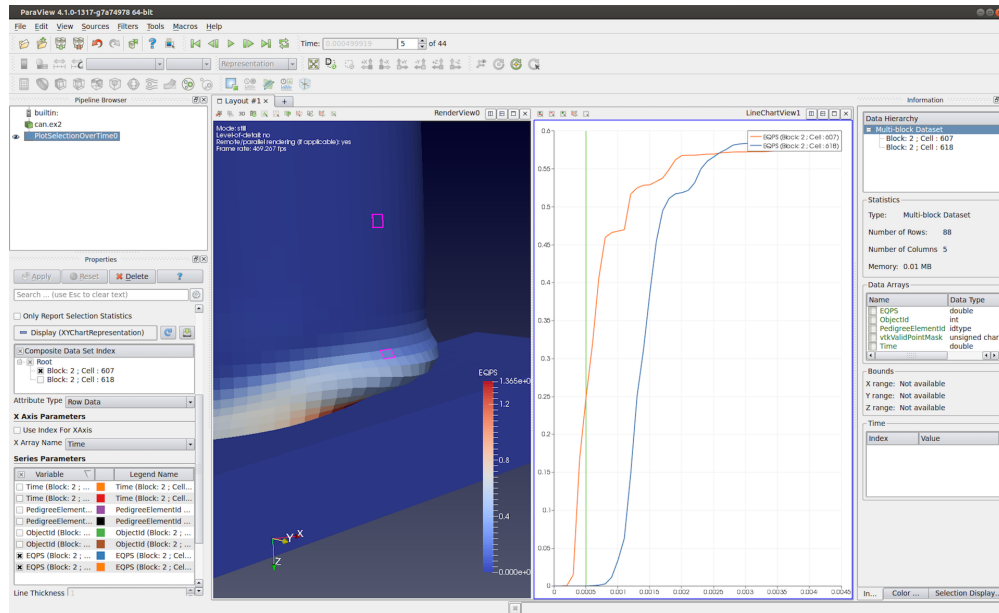 ParaView 4.1.0-1317-g7a74978 64-bit
File Edit View Sources Filters Tools Macros Help
Time: 0.000499919 5 of 44
Representation
Pipeline Browser
builtin:
can.ex2
PlotSelectionOverTime0
Properties
Apply Reset Delete ?
Search ... (use Esc to clear text)
Only Report Selection Statistics
Display (XYChartRepresentation)
Composite Data Set Index
Root
Block: 2 ; Cell : 607
Block: 2 ; Cell : 618
Attribute Type Row Data
X Axis Parameters
Use Index For XAxis
X Array Name Time
Series Parameters
Variable Legend Name
Time (Block: 2 ; ... Time (Block: 2 ; Cell...
Time (Block: 2 ; ... Time (Block: 2 ; Cell...
PedigreeElement... PedigreeElementId ...
PedigreeElement... PedigreeElementId ...
ObjectId (Block: 2 ... ObjectId (Block: 2 ; ...
ObjectId (Block: 2 ... ObjectId (Block: 2 ; ...
EQPS (Block: 2 ; ... EQPS (Block: 2 ; Cel...
EQPS (Block: 2 ; ... EQPS (Block: 2 ; Cel...
Line Thickness 1
Layout #1 × +
3D RenderView0
Mode: still
Level-of-detail: no
Remote/parallel rendering (if applicable): yes
Frame rate: 469.267 fps
EQPS
1.365e+0
1.2
0.8
0.4
0.000e+0
X
Y
Z
LineChartView1
EQPS (Block: 2 ; Cell : 607)
EQPS (Block: 2 ; Cell : 618)
0.6
0.55
0.5
0.45
0.4
0.35
0.3
0.25
0.2
0.15
0.1
0.05
0
0 0.0005 0.001 0.0015 0.002 0.0025 0.003 0.0035 0.004 0.0045
Information
Data Hierarchy
Multi-block Dataset
Block: 2 ; Cell : 607
Block: 2 ; Cell : 618
Statistics
Type: Multi-block Dataset
Number of Rows: 88
Number of Columns 5
Memory: 0.01 MB
Data Arrays
Name Data Type
EQPS double
ObjectId int
PedigreeElementId idtype
vtkValidPointMask unsigned char
Time double
Bounds
X range: Not available
Y range: Not available
Z range: Not available
Time
Index Value
In... Color ... Selection Display...